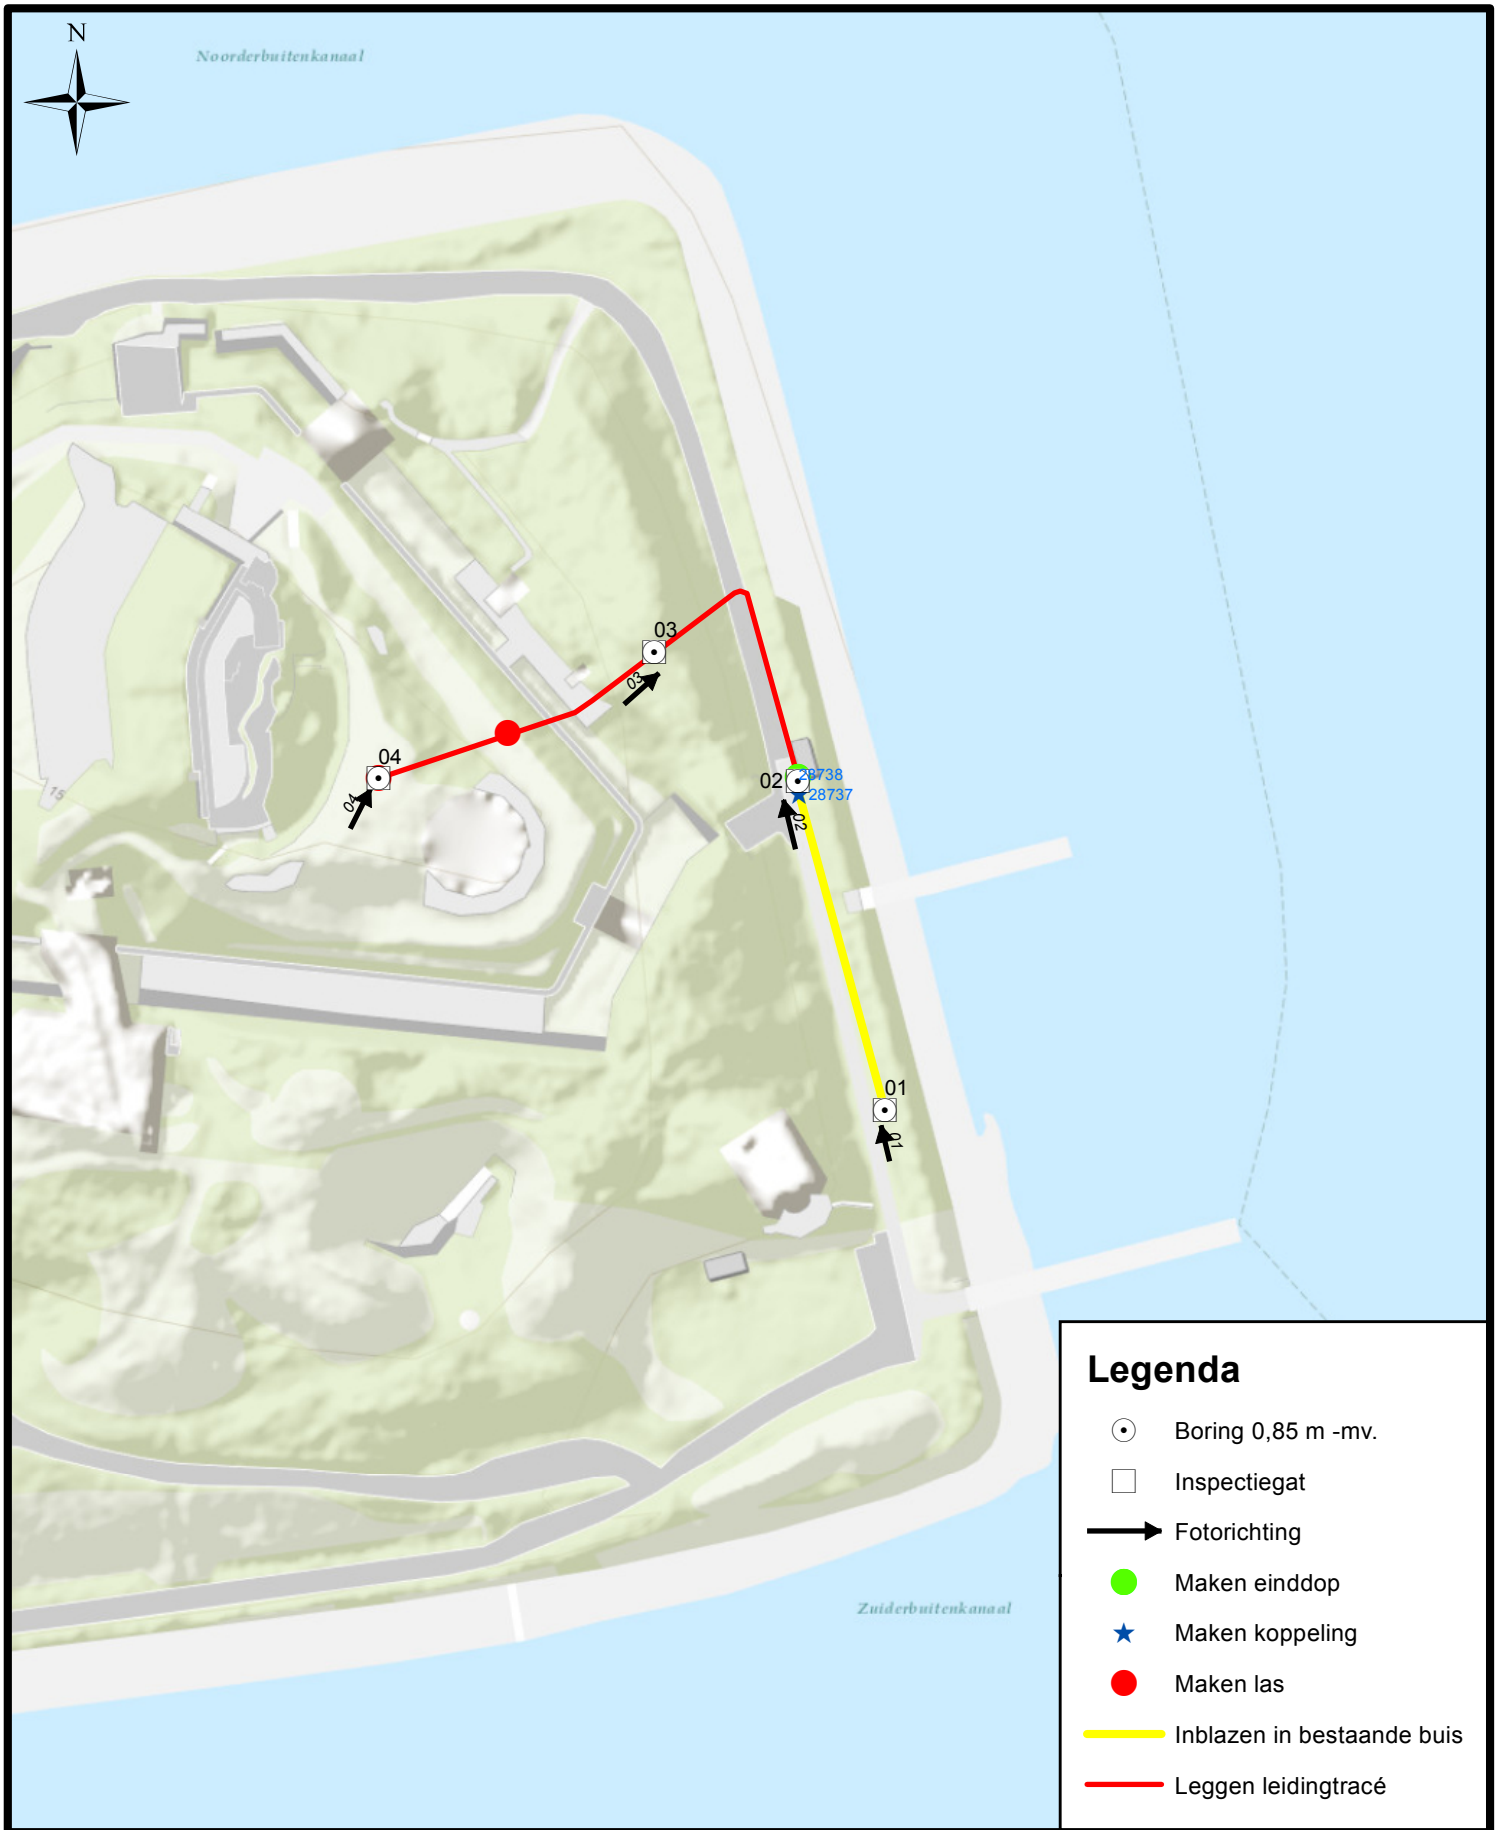 N
Noorderbuitenkanaal
03
03
04
04
02
28738
28737
02
15
01
01
Zuiderbuitenkanaal
Legenda
Boring 0,85 m -mv.
Inspectiegat
Fotorichting
Maken einddop
Maken koppeling
Maken las
Inblazen in bestaande buis
Leggen leidingtracé